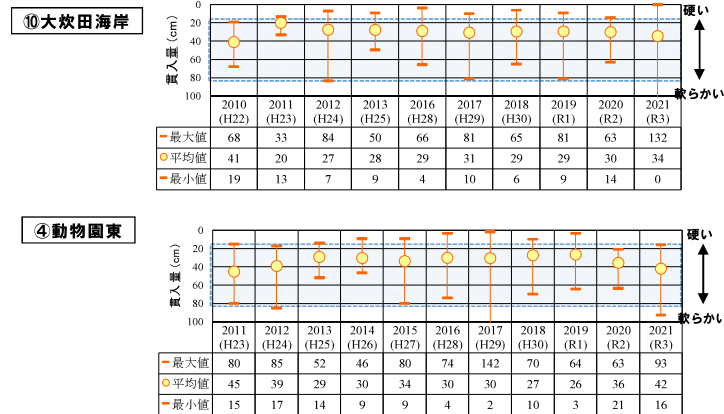 ⑩大炊田海岸
貫入量(cm)
0
20
40
60
80
100
硬い
軟らかい
2010 2011 2012 2013 2016 2017 2018 2019 2020 2021
(H22) (H23) (H24) (H25) (H28) (H29) (H30) (R1) (R2) (R3)
最大値 68 33 84 50 66 81 65 81 63 132
平均値 41 20 27 28 29 31 29 29 30 34
最小値 19 13 7 9 4 10 6 9 14 0
④動物園東
貫入量(cm)
0
20
40
60
80
100
硬い
軟らかい
2011 2012 2013 2014 2015 2016 2017 2018 2019 2020 2021
(H23) (H24) (H25) (H26) (H27) (H28) (H29) (H30) (R1) (R2) (R3)
最大値 80 85 52 46 80 74 142 70 64 63 93
平均値 45 39 29 30 34 30 30 27 26 36 42
最小値 15 17 14 9 9 4 2 10 3 21 16